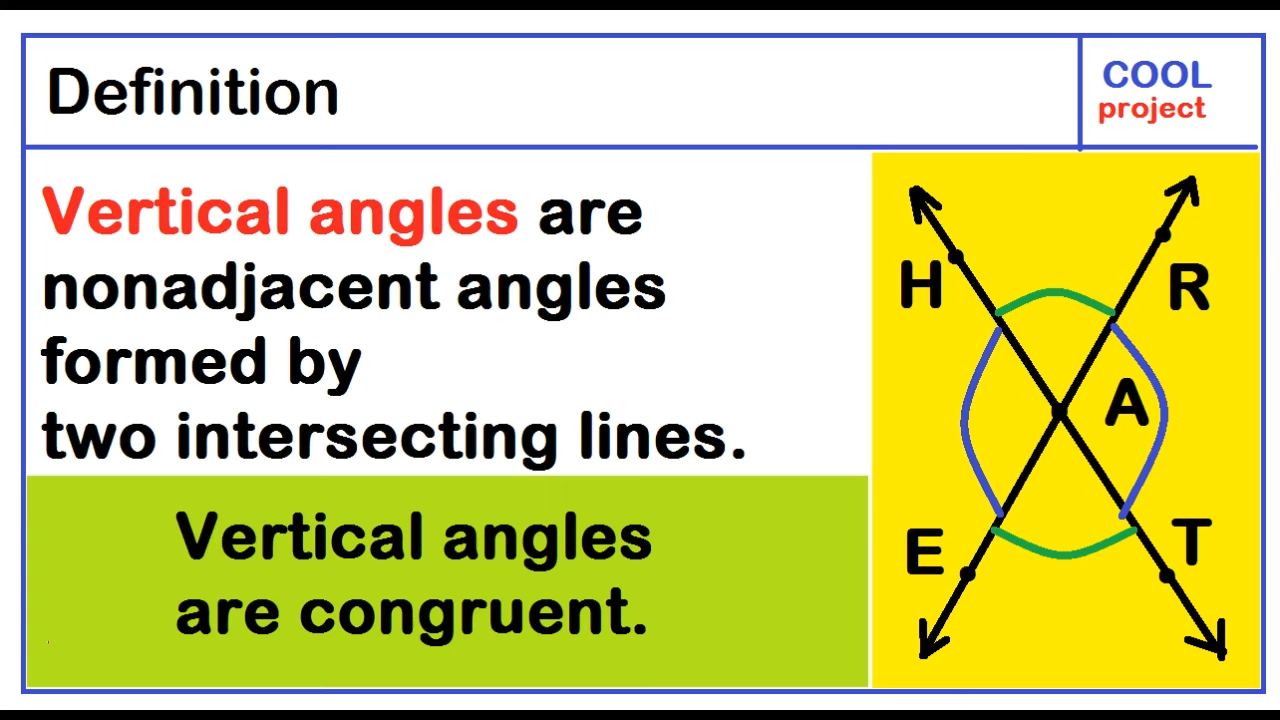 Definition
COOL
project
Vertical angles are
nonadjacent angles
formed by
two intersecting lines.
Vertical angles
are congruent.
H
R
A
E
T